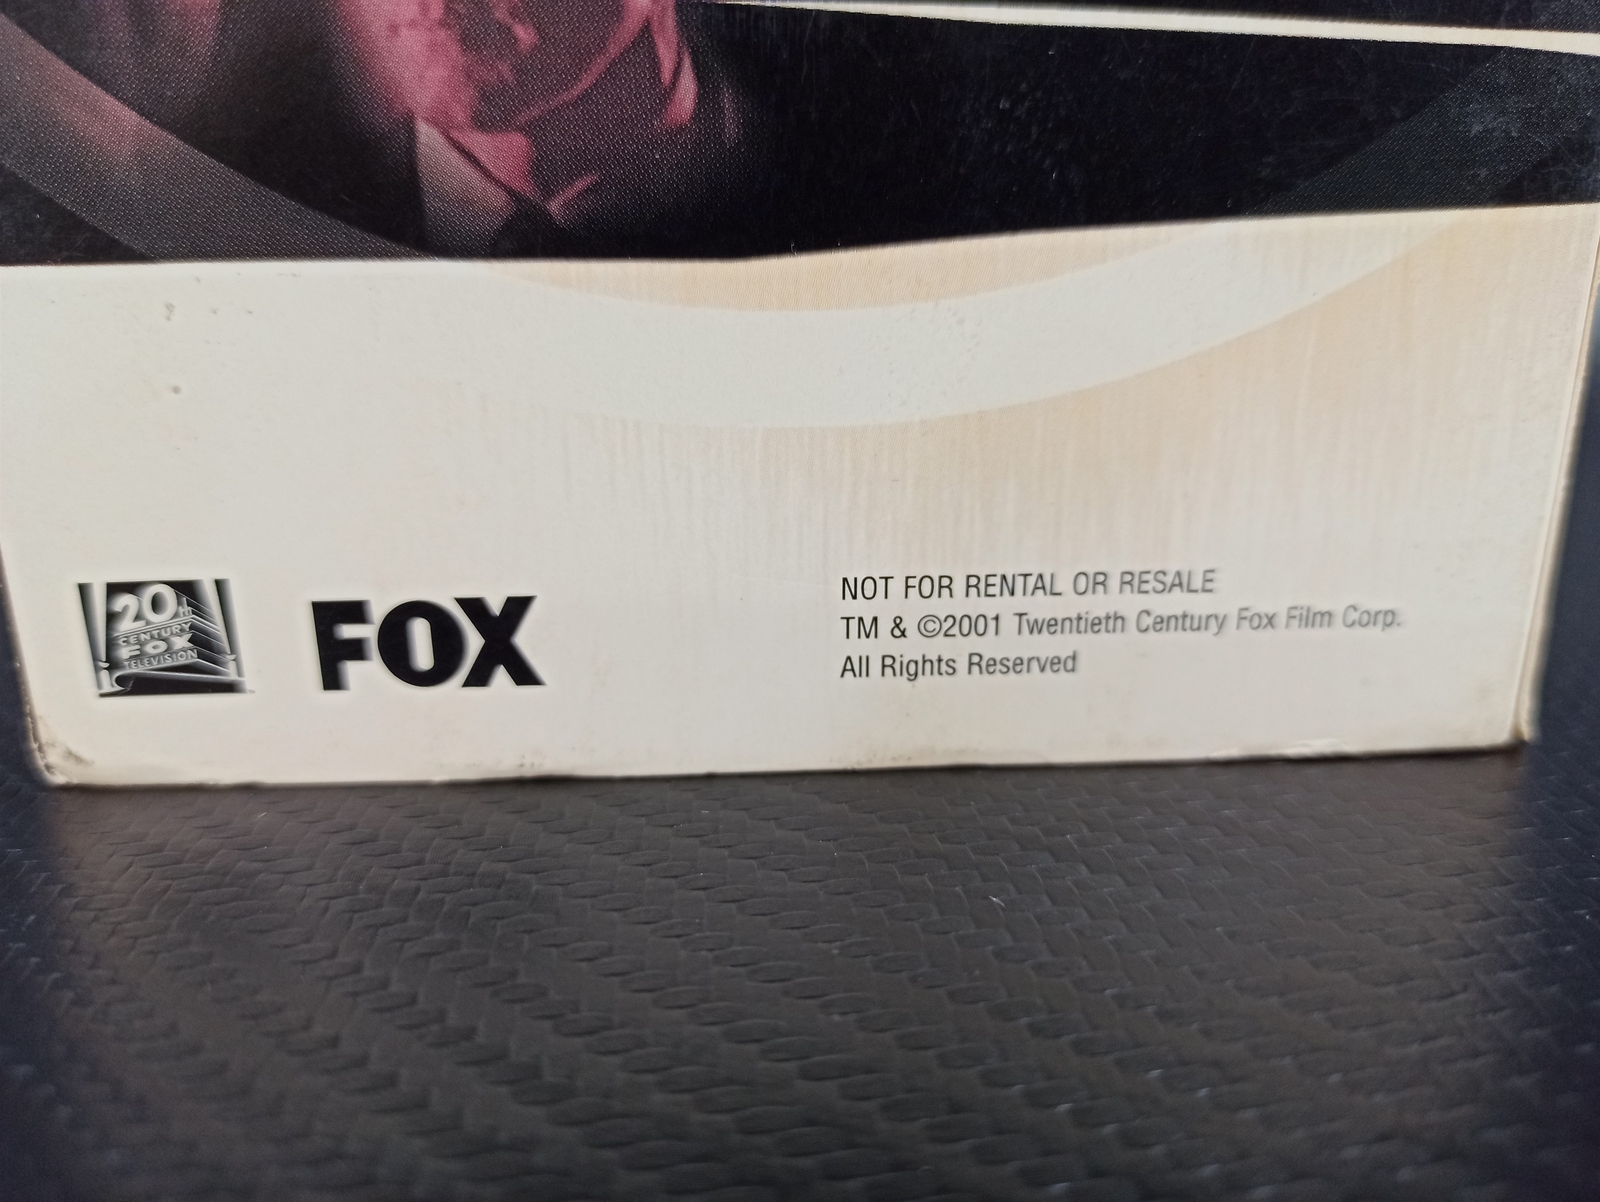 20th
CENTURY
FOX
TELEVISION
FOX
NOT FOR RENTAL OR RESALE
TM & ©2001 Twentieth Century Fox Film Corp.
All Rights Reserved